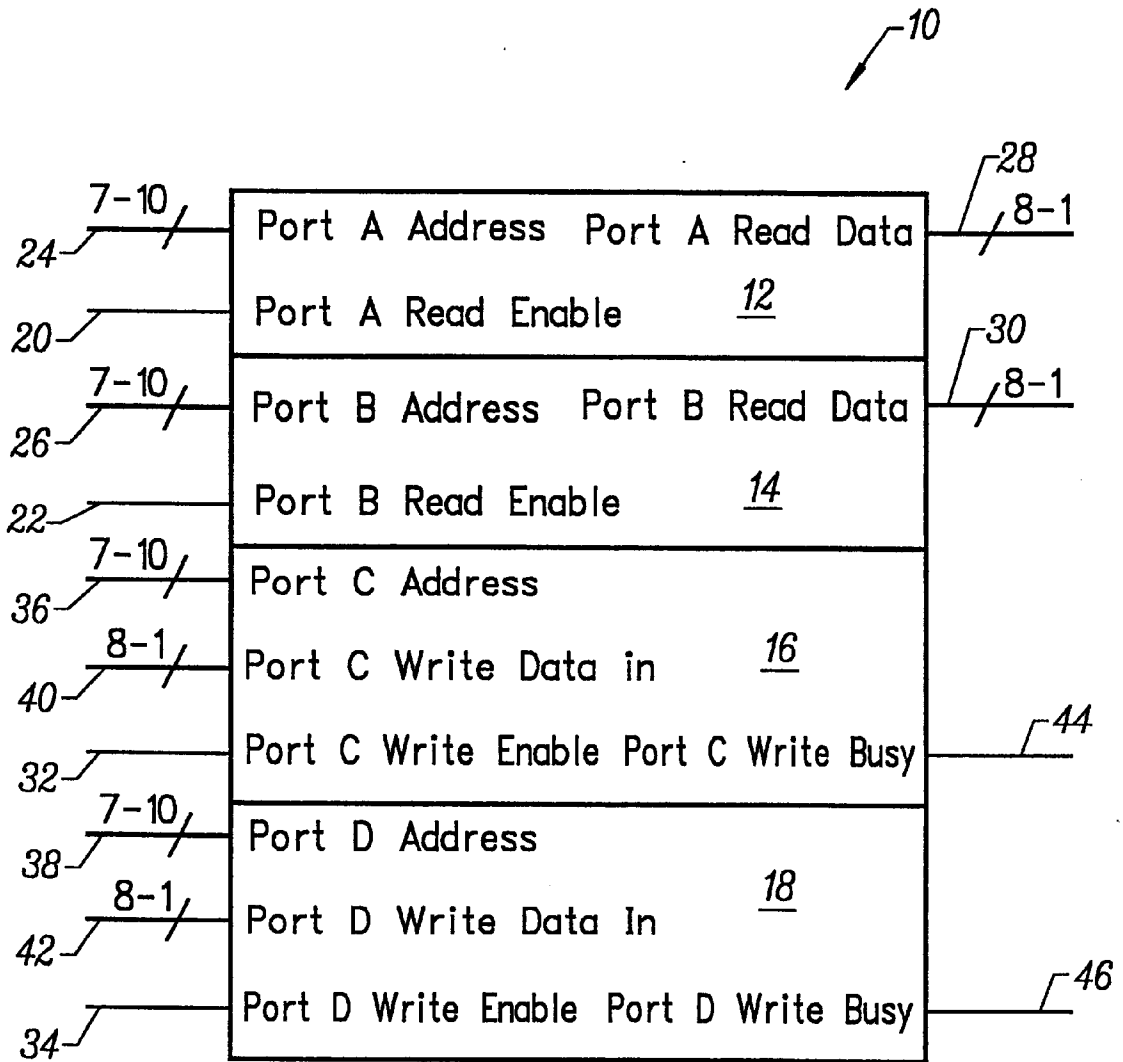 10
28
7-10 Port A Address Port A Read Data 8-1
24
Port A Read Enable 12
20
30
7-10 Port B Address Port B Read Data 8-1
26
Port B Read Enable 14
22
7-10 Port C Address
36
8-1 Port C Write Data in 16
40
Port C Write Enable Port C Write Busy 44
32
7-10 Port D Address
38
8-1 Port D Write Data In 18
42
Port D Write Enable Port D Write Busy 46
34